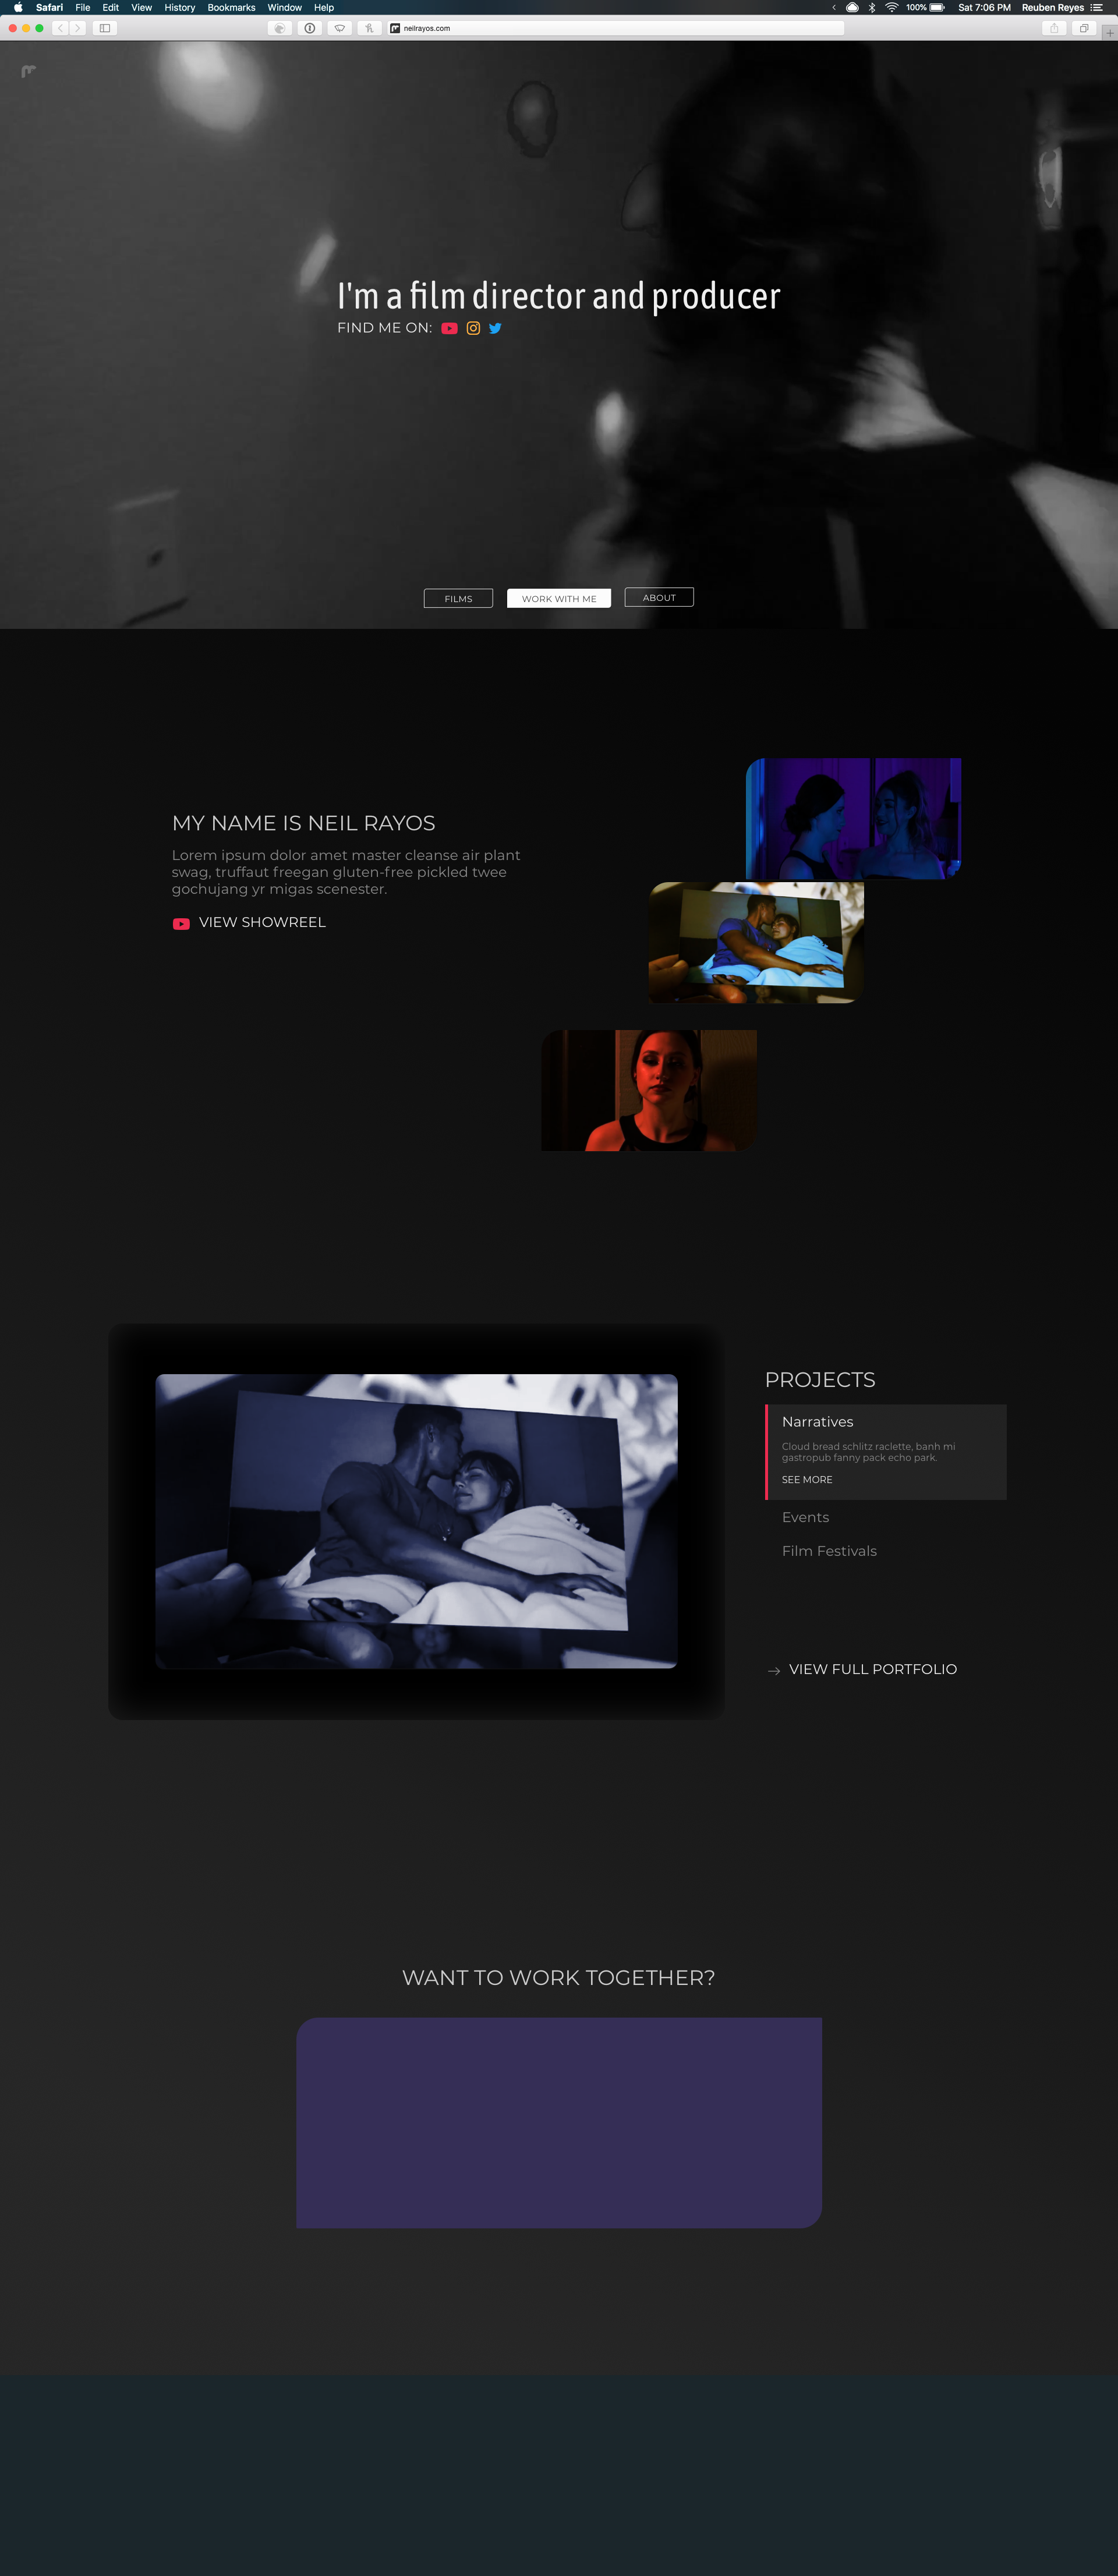 Safari File Edit View History Bookmarks Window Help 100% Sat 7:06 PM Reuben Reyes
neilrayos.com
I'm a film director and producer
FIND ME ON:
FILMS WORK WITH ME ABOUT
MY NAME IS NEIL RAYOS
Lorem ipsum dolor amet master cleanse air plant
swag, truffaut freegan gluten-free pickled twee
gochujang yr migas scenester.
VIEW SHOWREEL
PROJECTS
Narratives
Cloud bread schlitz raclette, banh mi
gastropub fanny pack echo park.
SEE MORE
Events
Film Festivals
VIEW FULL PORTFOLIO
WANT TO WORK TOGETHER?